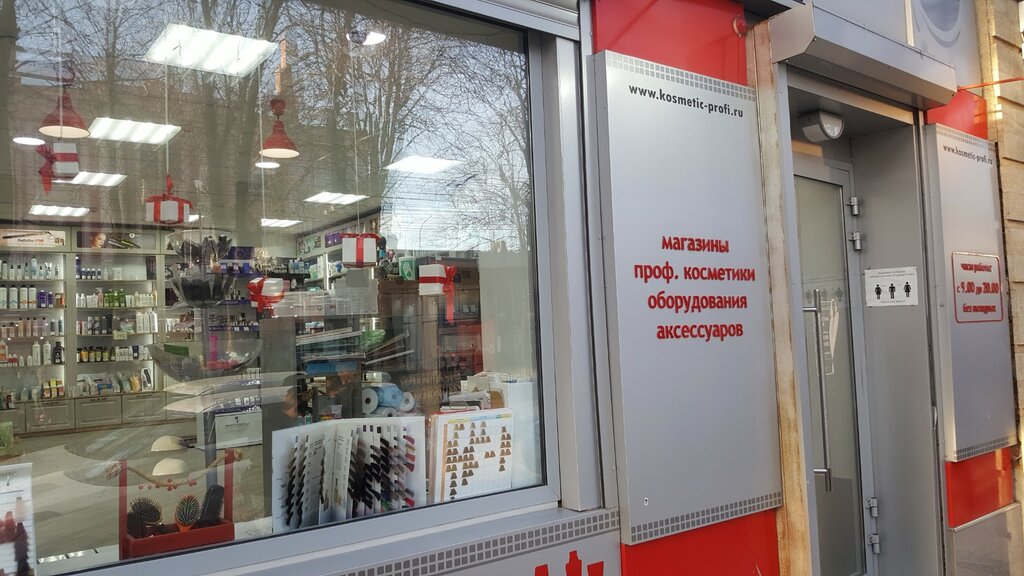 www.kosmetic-profi.ru
магазины
проф. косметики
оборудования
аксессуаров
www.kosmetic-profi.ru
часы работы:
с 9.00 до 20.00
без выходных